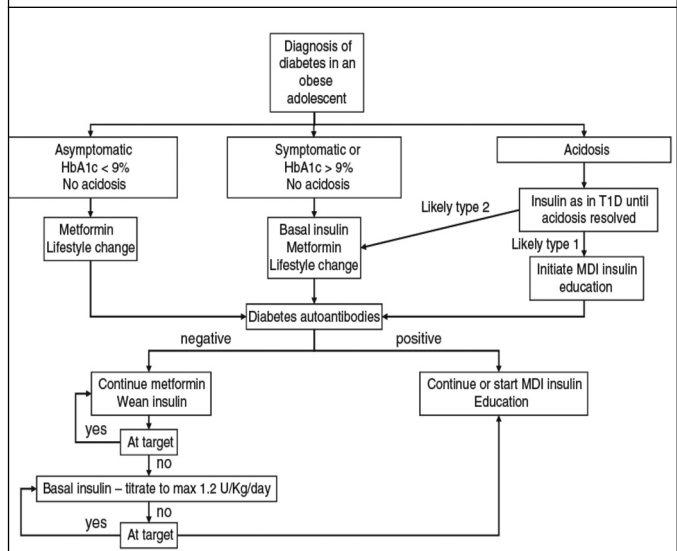 Diagnosis of
diabetes in an
obese
adolescent
Asymptomatic
HbA1c < 9%
No acidosis
Symptomatic or
HbA1c > 9%
No acidosis
Acidosis
Metformin
Lifestyle change
Basal insulin
Metformin
Lifestyle change
Likely type 2
Insulin as in T1D until
acidosis resolved
Likely type 1
Initiate MDI insulin
education
Diabetes autoantibodies
negative
positive
Continue metformin
Wean insulin
Continue or start MDI insulin
Education
yes
At target
no
Basal insulin – titrate to max 1.2 U/Kg/day
no
yes
At target